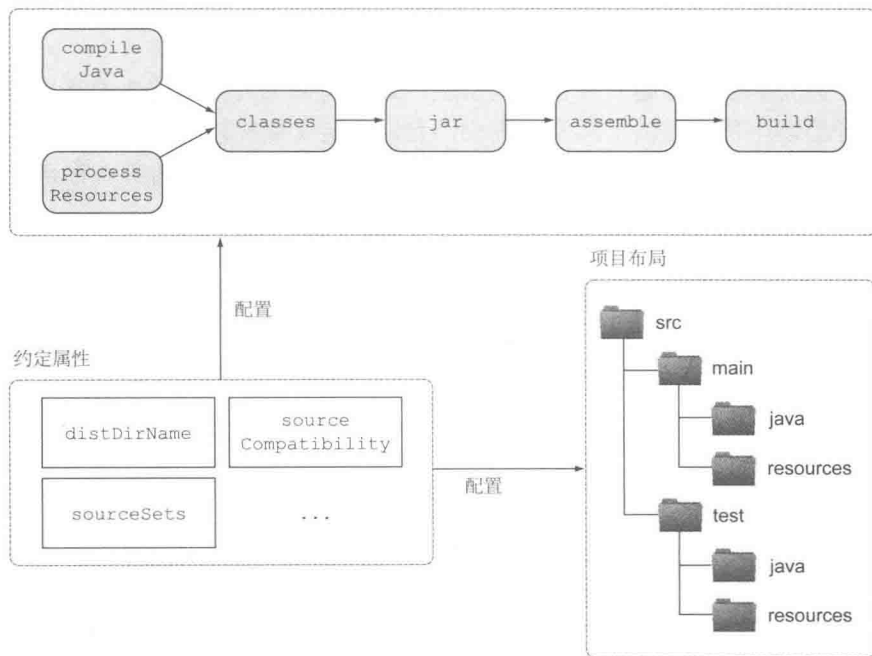 compile
Java
classes
jar
assemble
build
process
Resources
配置
约定属性
distDirName
source
Compatibility
sourceSets
...
配置
项目布局
src
main
java
resources
test
java
resources